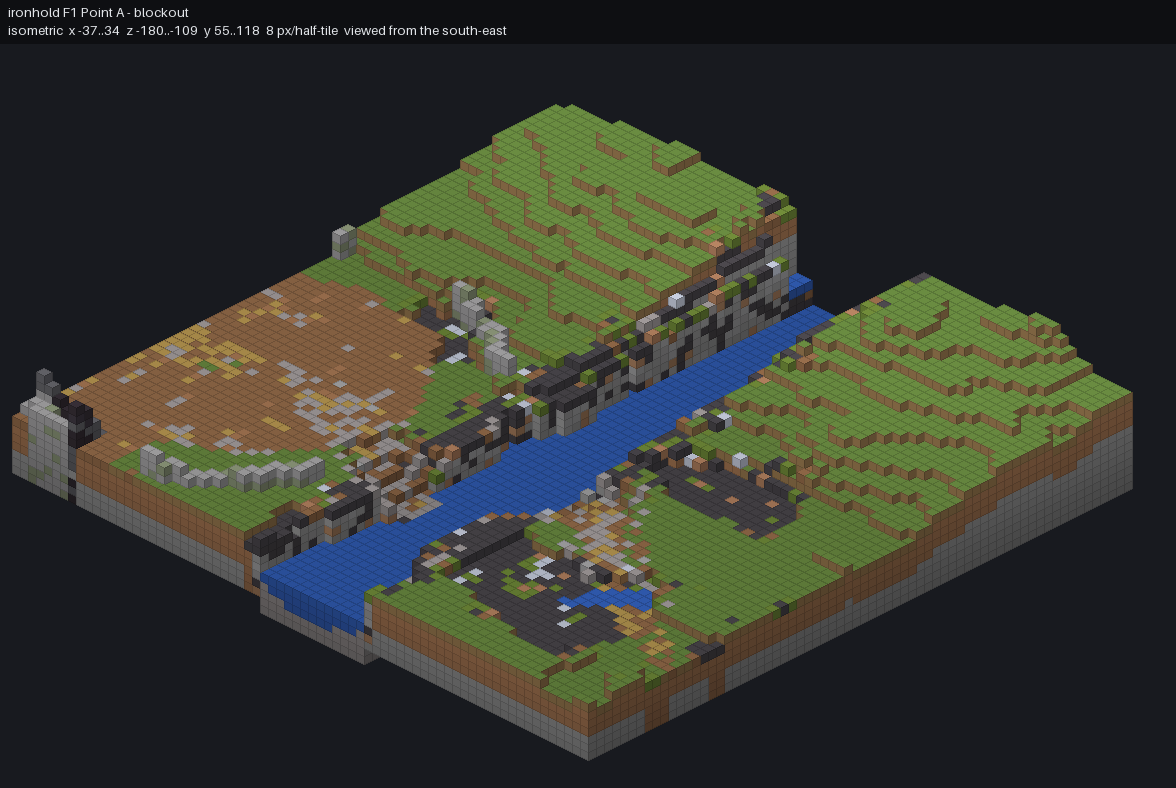 ironhold F1 Point A - blockout
isometric x -37..34 z -180..-109 y 55..118 8 px/half-tile viewed from the south-east